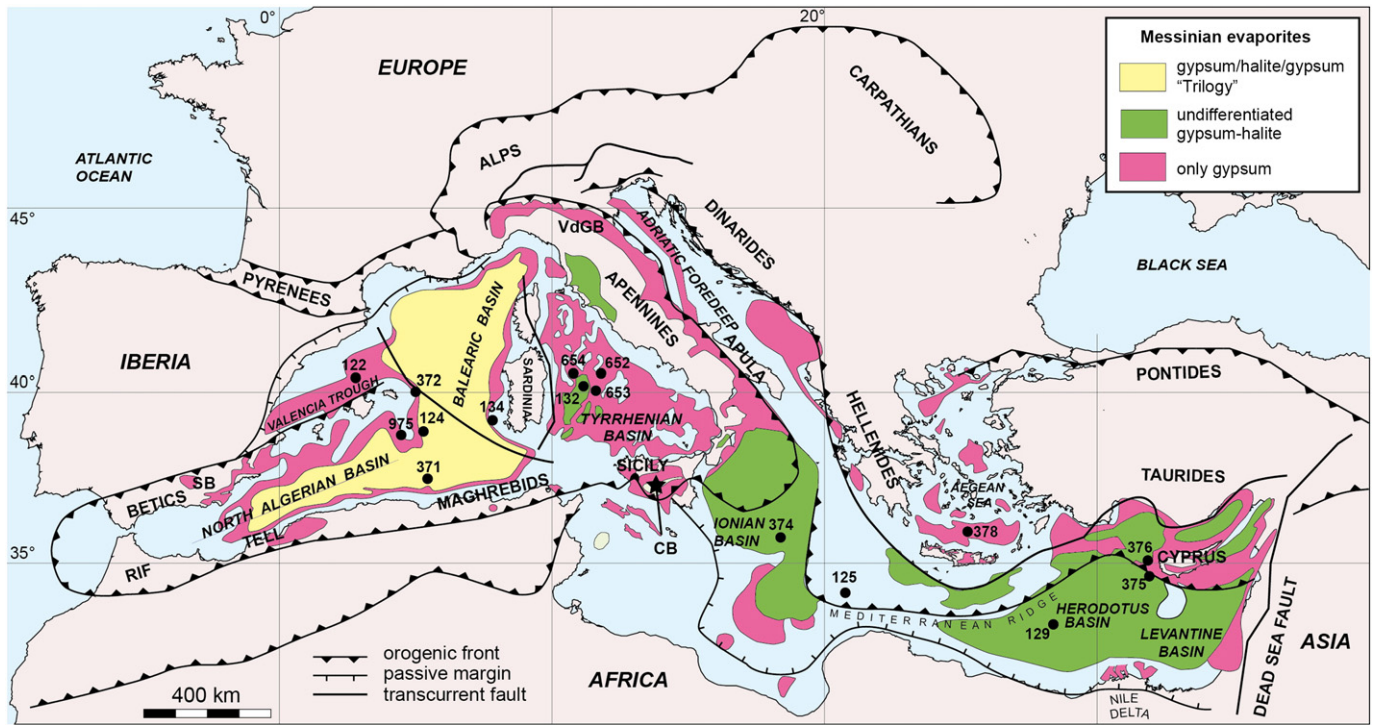 0°
20°
Messinian evaporites
gypsum/halite/gypsum
"Trilogy"
undifferentiated
gypsum-halite
only gypsum
EUROPE
CARPATHIANS
ATLANTIC
OCEAN
ALPS
45°
VdGB
ADRIATIC FOREDEEP
DINARIDES
BLACK SEA
PYRENEES
APENNINES
BALEARIC BASIN
SARDINIA
APULA
IBERIA
122
372
654
652
40°
VALENCIA TROUGH
132
653
PONTIDES
975
124
134
TYRRHENIAN
BASIN
HELLENIDES
SB
371
SICILY
TAURIDES
BETICS
NORTH ALGERIAN BASIN
MAGHREBIDS
AEGEAN
SEA
TELL
IONIAN
BASIN
374
378
CB
376
CYPRUS
35°
RIF
375
125
MEDITERRANEAN RIDGE
HERODOTUS
BASIN
129
LEVANTINE
BASIN
DEAD SEA FAULT
ASIA
orogenic front
passive margin
transcurrent fault
AFRICA
400 km
NILE
DELTA